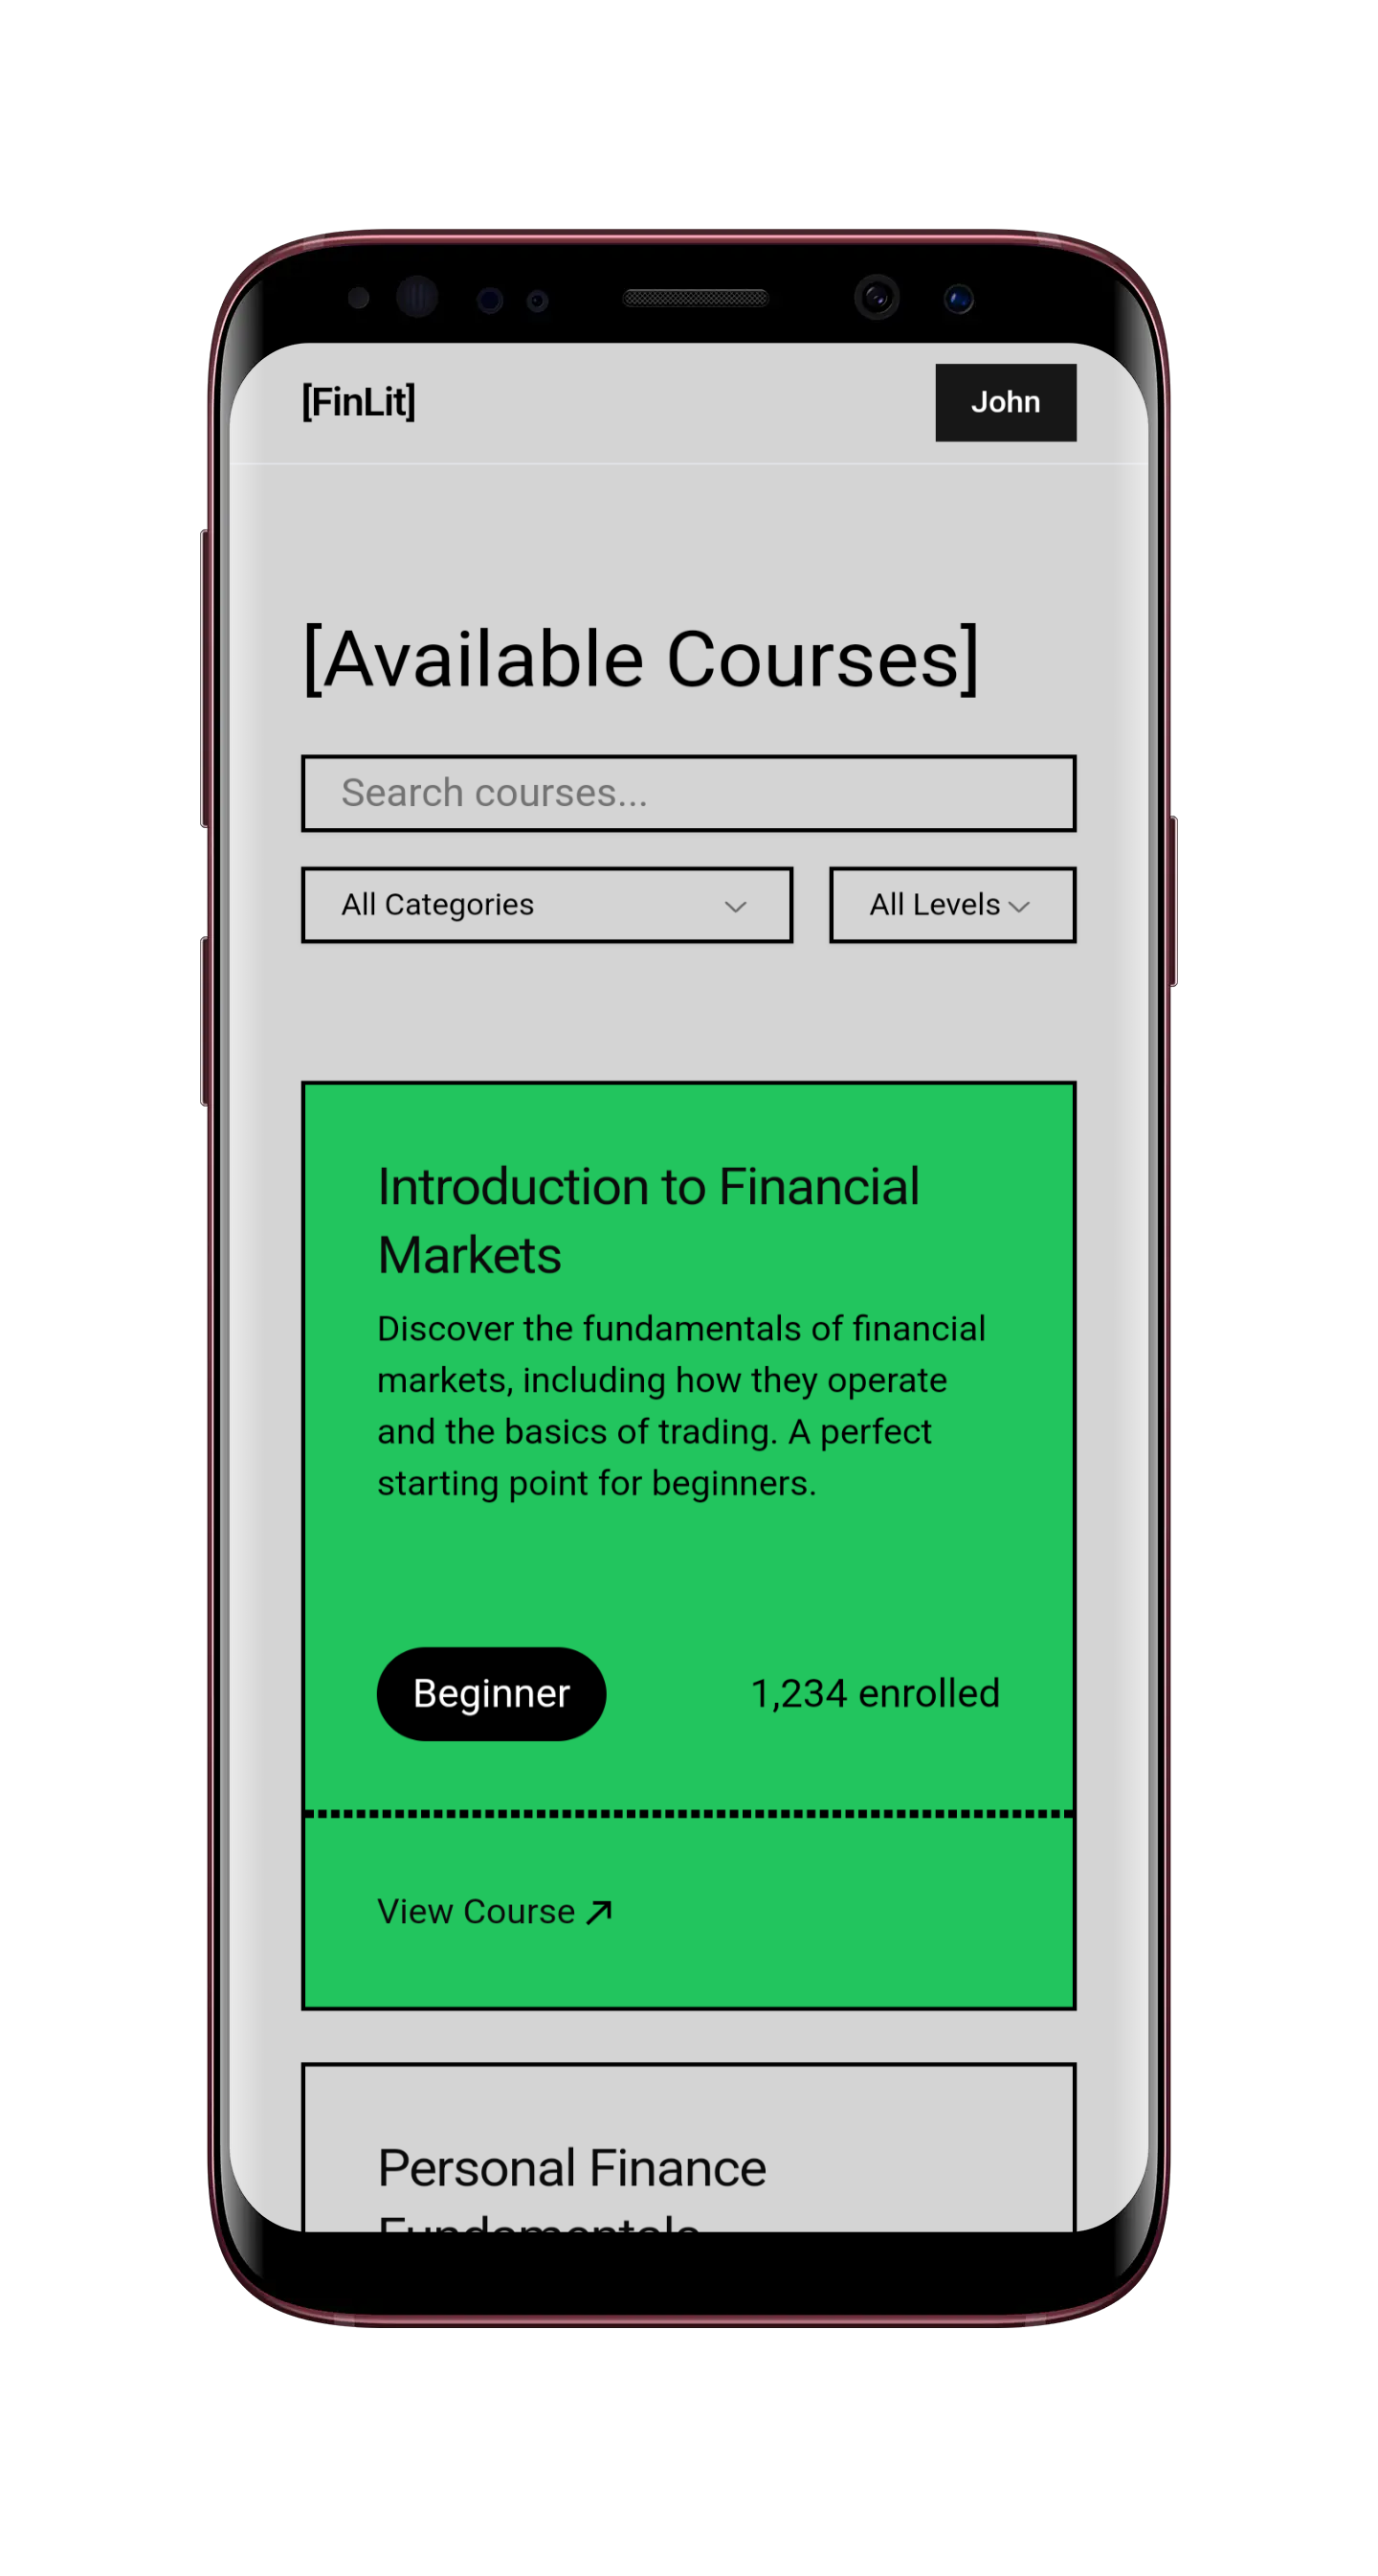 [FinLit]
John
[Available Courses]
Search courses...
All Categories
All Levels
Introduction to Financial
Markets
Discover the fundamentals of financial
markets, including how they operate
and the basics of trading. A perfect
starting point for beginners.
Beginner
1,234 enrolled
View Course ↗
Personal Finance
Fundamentals